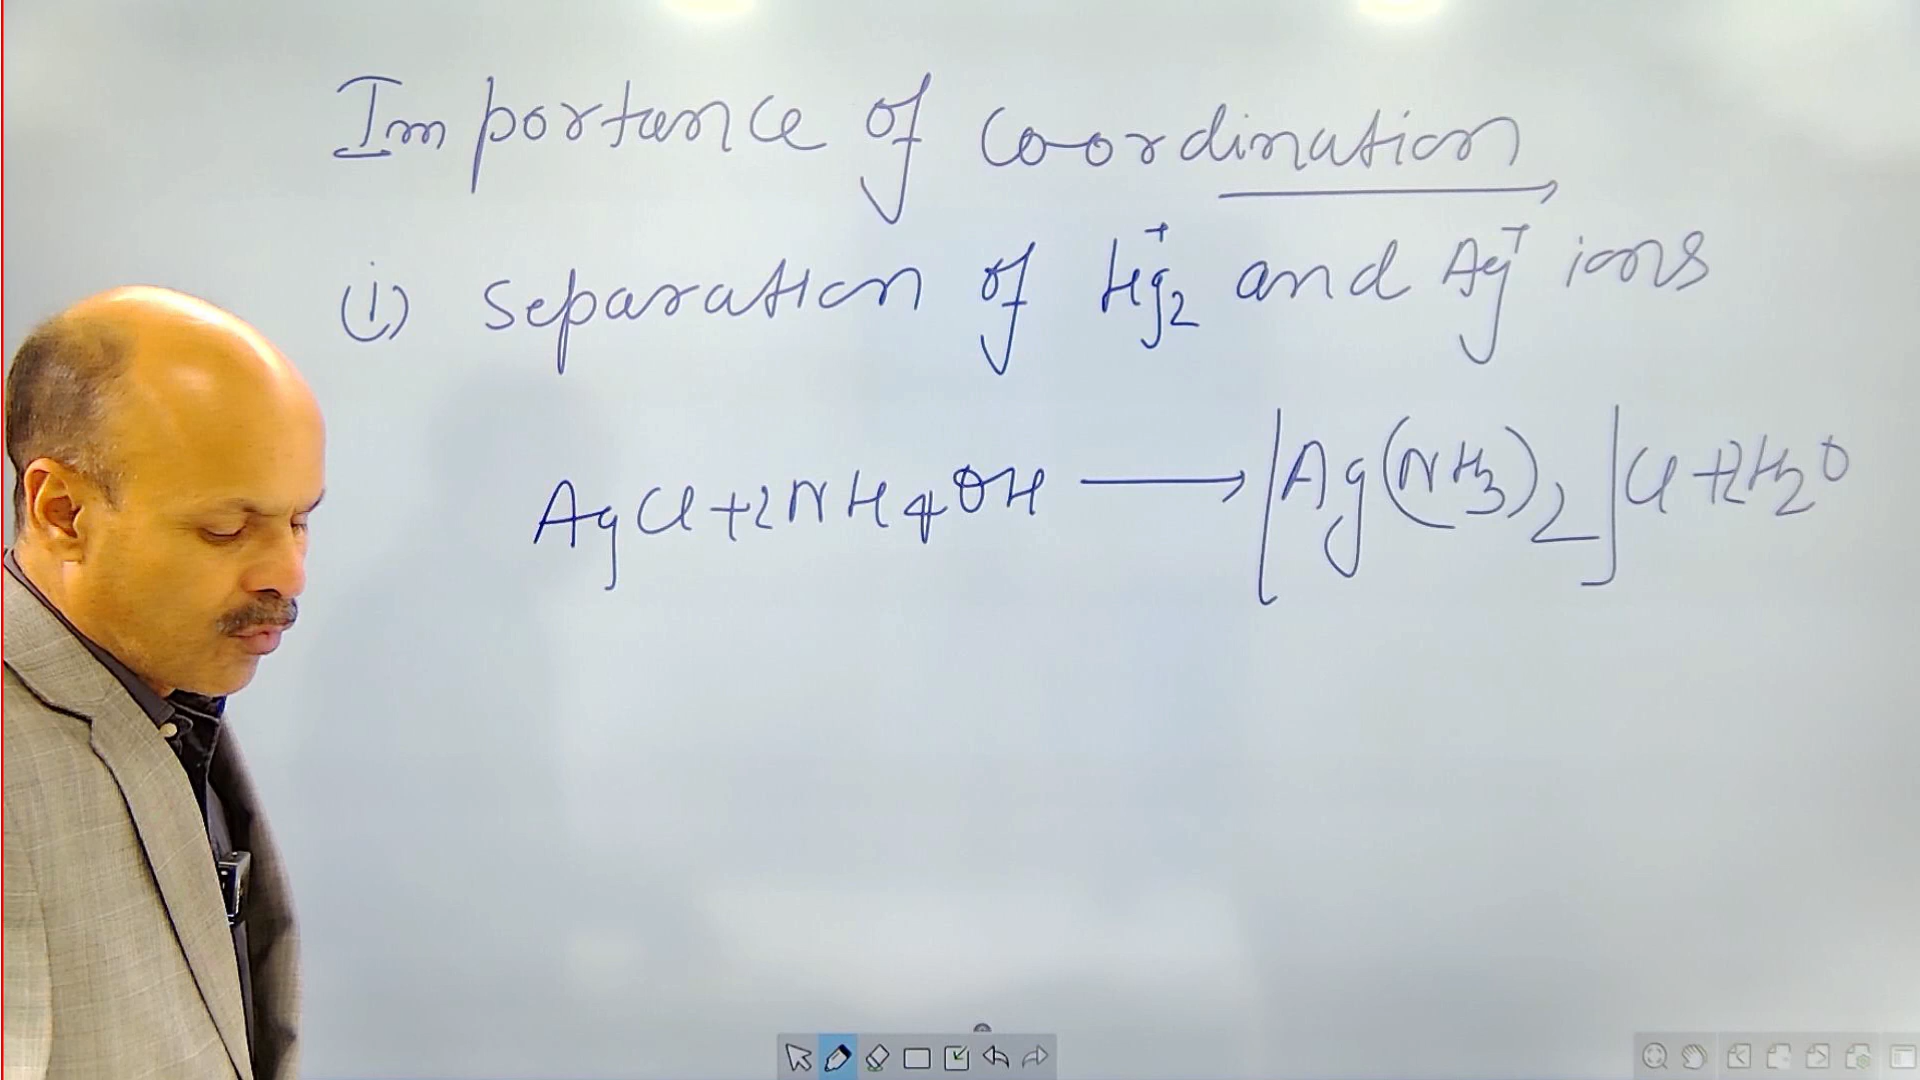 Importance of Coordination
(i) Separation of Hg₂⁺ and Ag⁺ ions
AgCl + 2NH₄OH ⟶ [Ag(NH₃)₂]Cl + 2H₂O